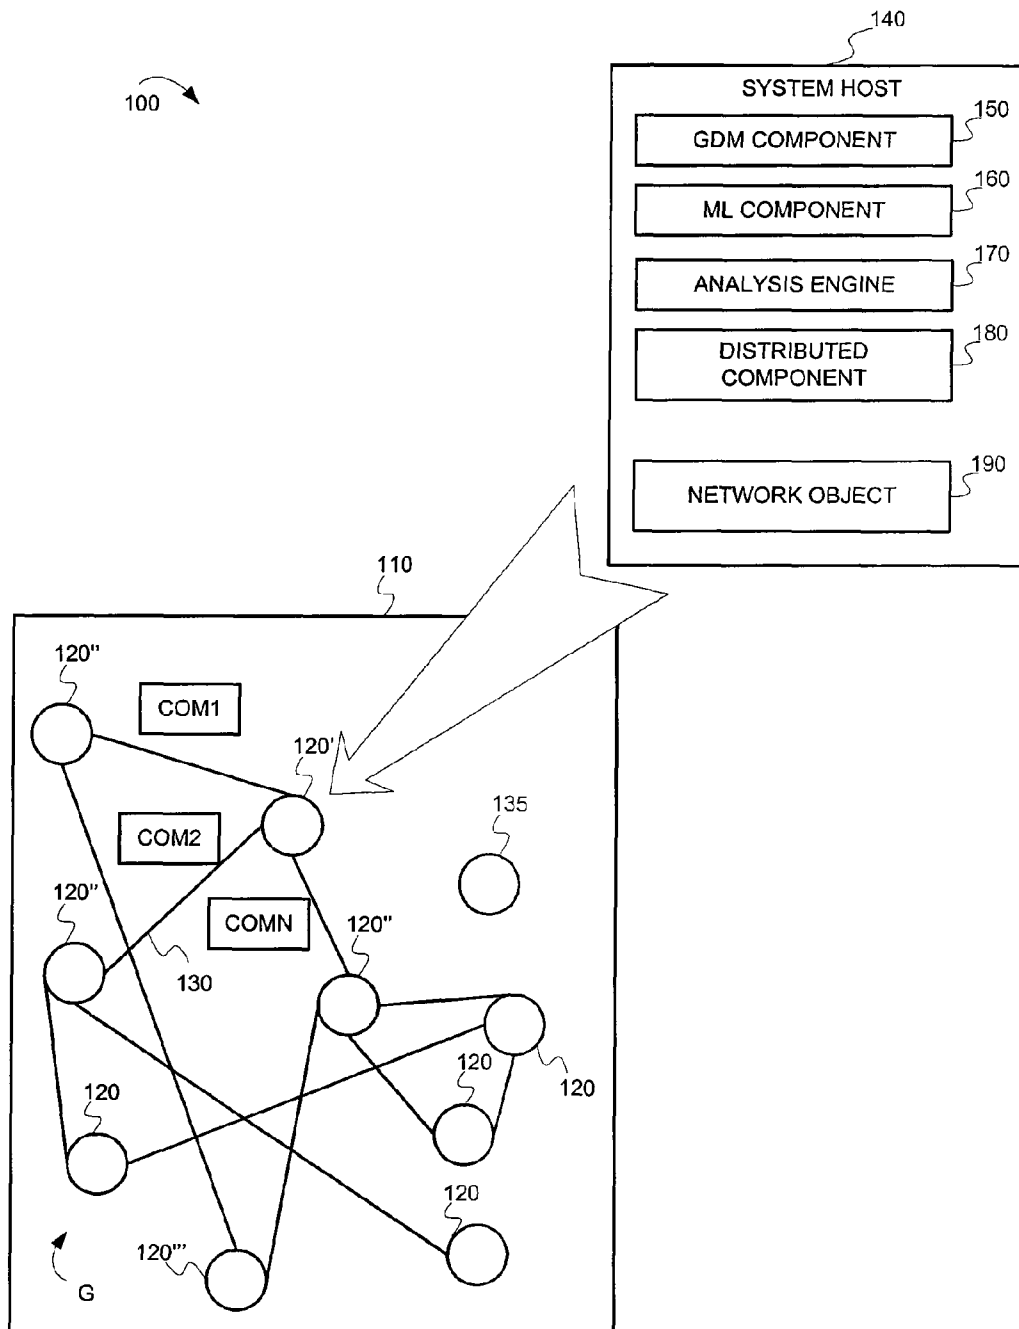 140
100
SYSTEM HOST
150
GDM COMPONENT
160
ML COMPONENT
170
ANALYSIS ENGINE
180
DISTRIBUTED
COMPONENT
190
NETWORK OBJECT
110
120"
COM1
120'
135
COM2
120"
COMN
120"
130
120
120
120
120
120'''
G